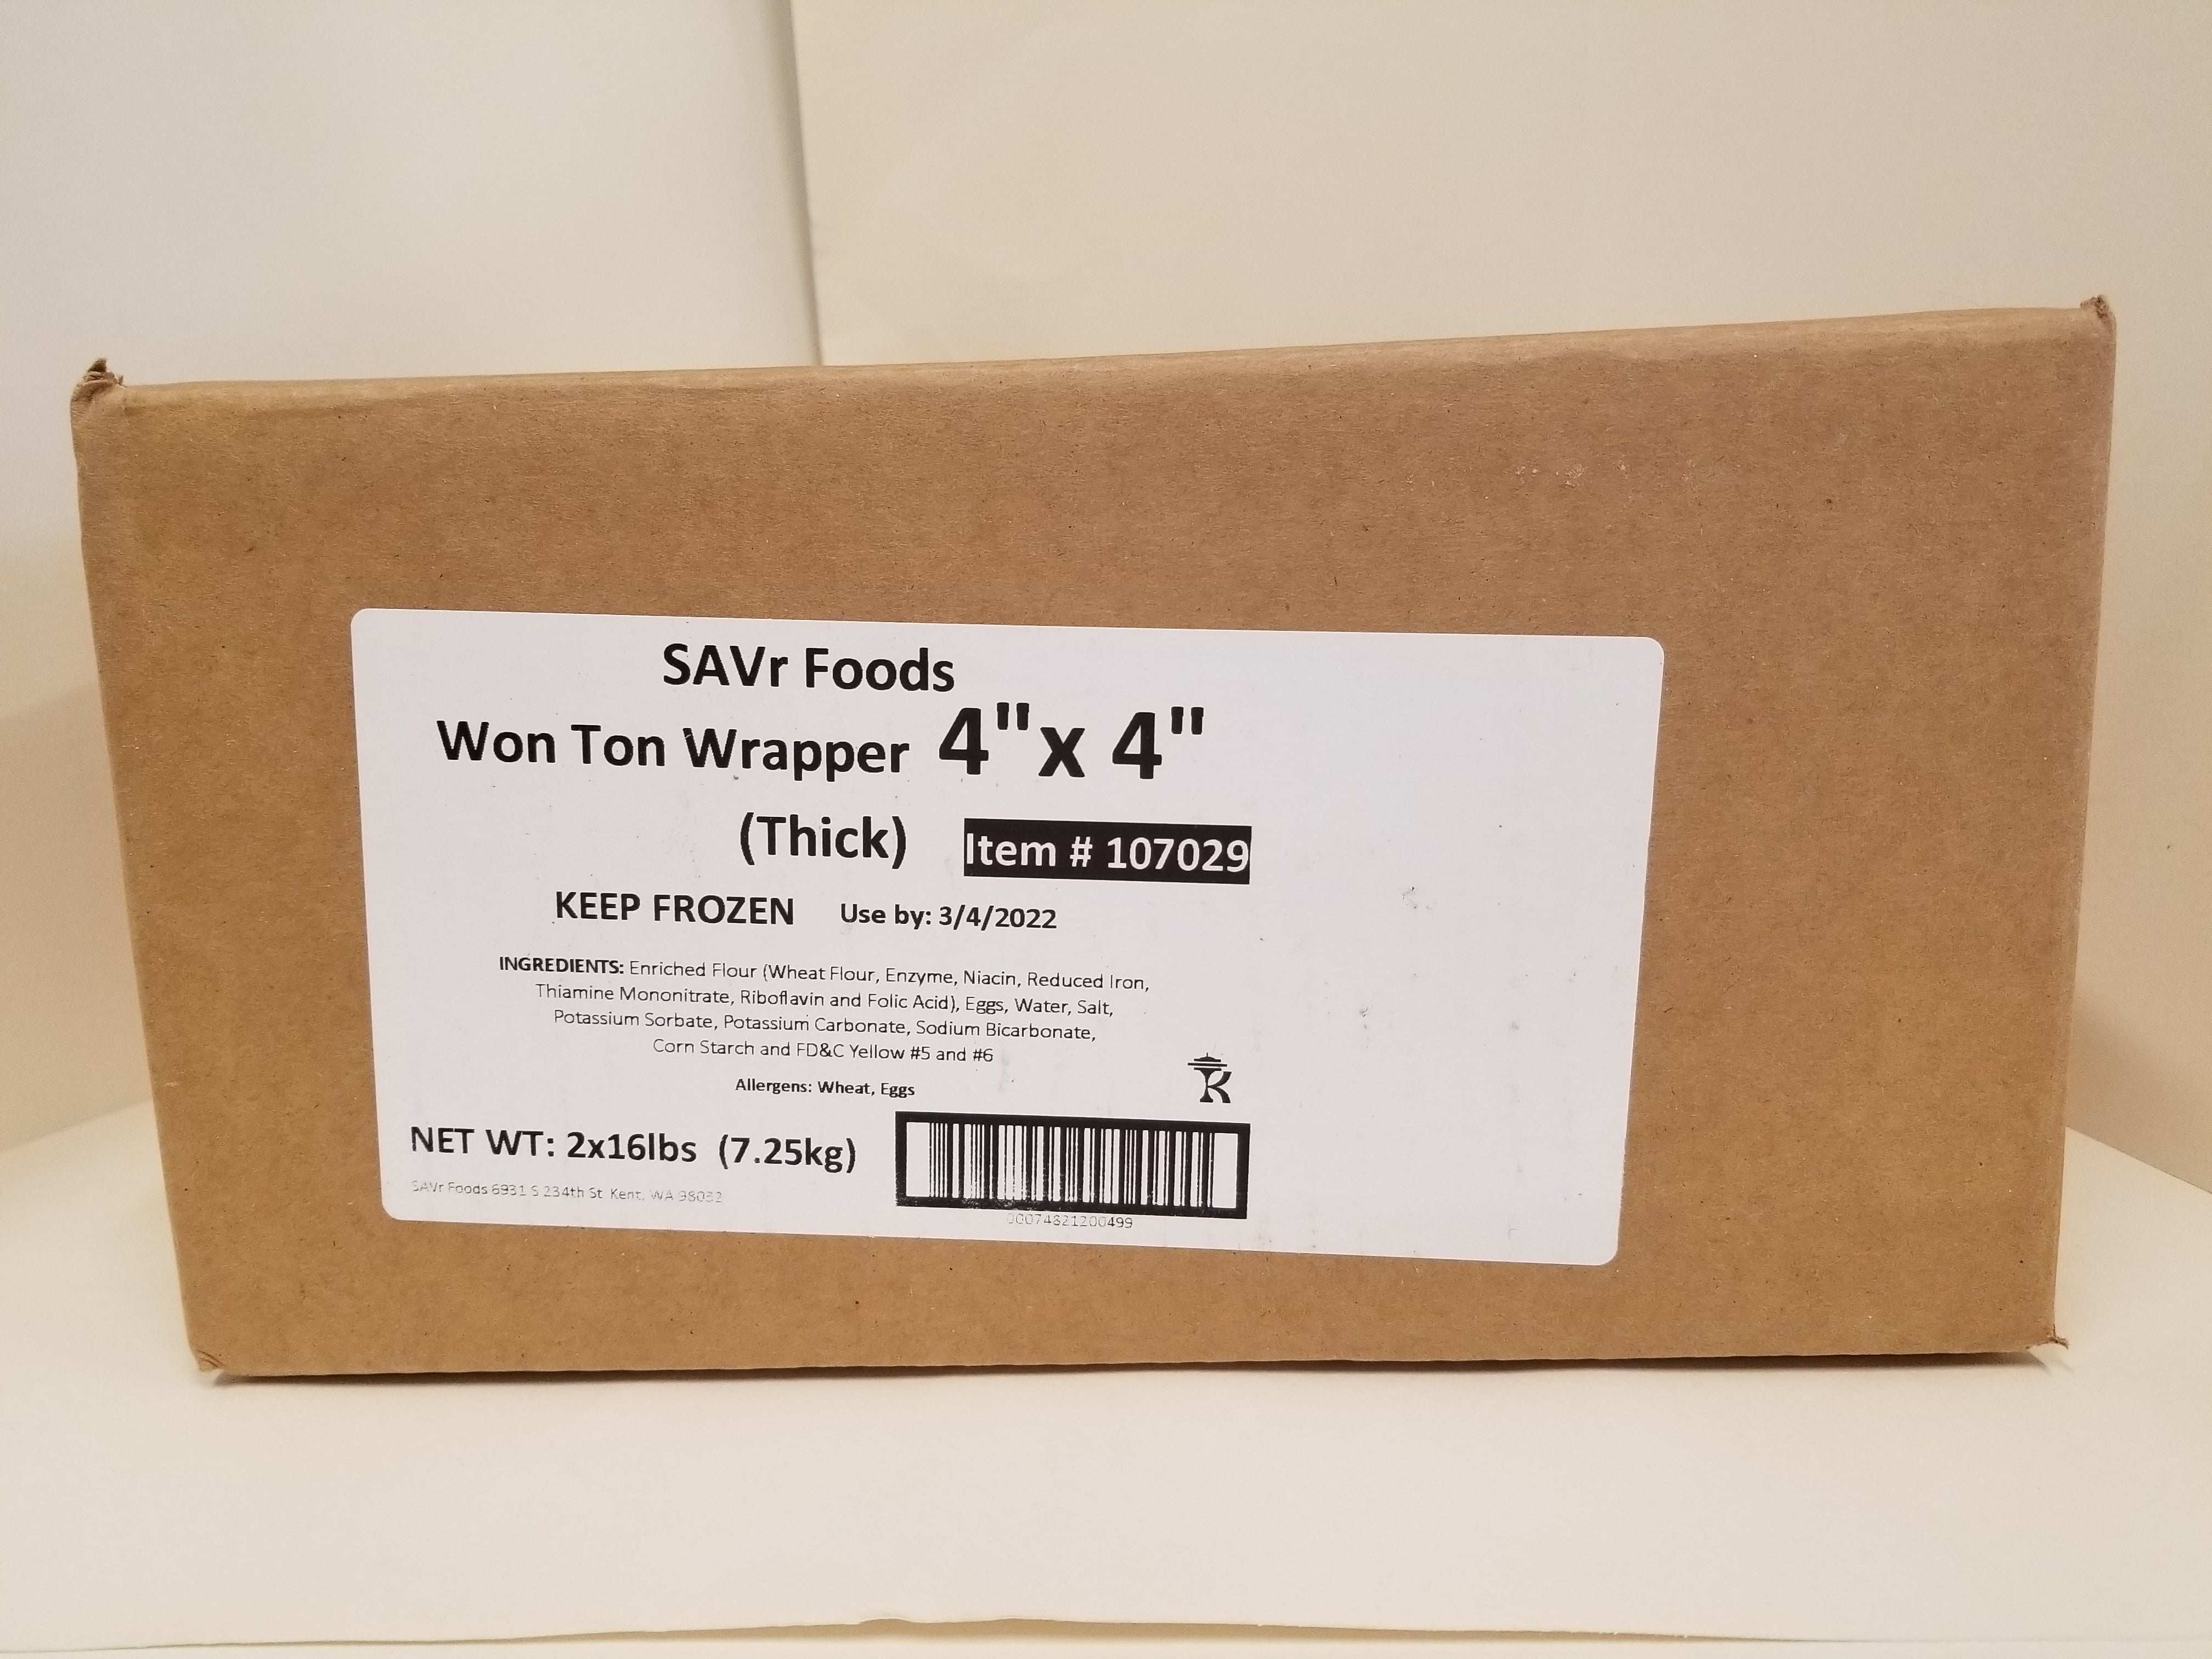 SAVr Foods
Won Ton Wrapper 4"x 4"
(Thick) Item # 107029
KEEP FROZEN Use by: 3/4/2022
INGREDIENTS: Enriched Flour (Wheat Flour, Enzyme, Niacin, Reduced Iron,
Thiamine Mononitrate, Riboflavin and Folic Acid), Eggs, Water, Salt,
Potassium Sorbate, Potassium Carbonate, Sodium Bicarbonate,
Corn Starch and FD&C Yellow #5 and #6
K
Allergens: Wheat, Eggs
NET WT: 2x16lbs (7.25kg)
SAVr Foods 6931 S 234th St Kent, WA 98032
00074821200499